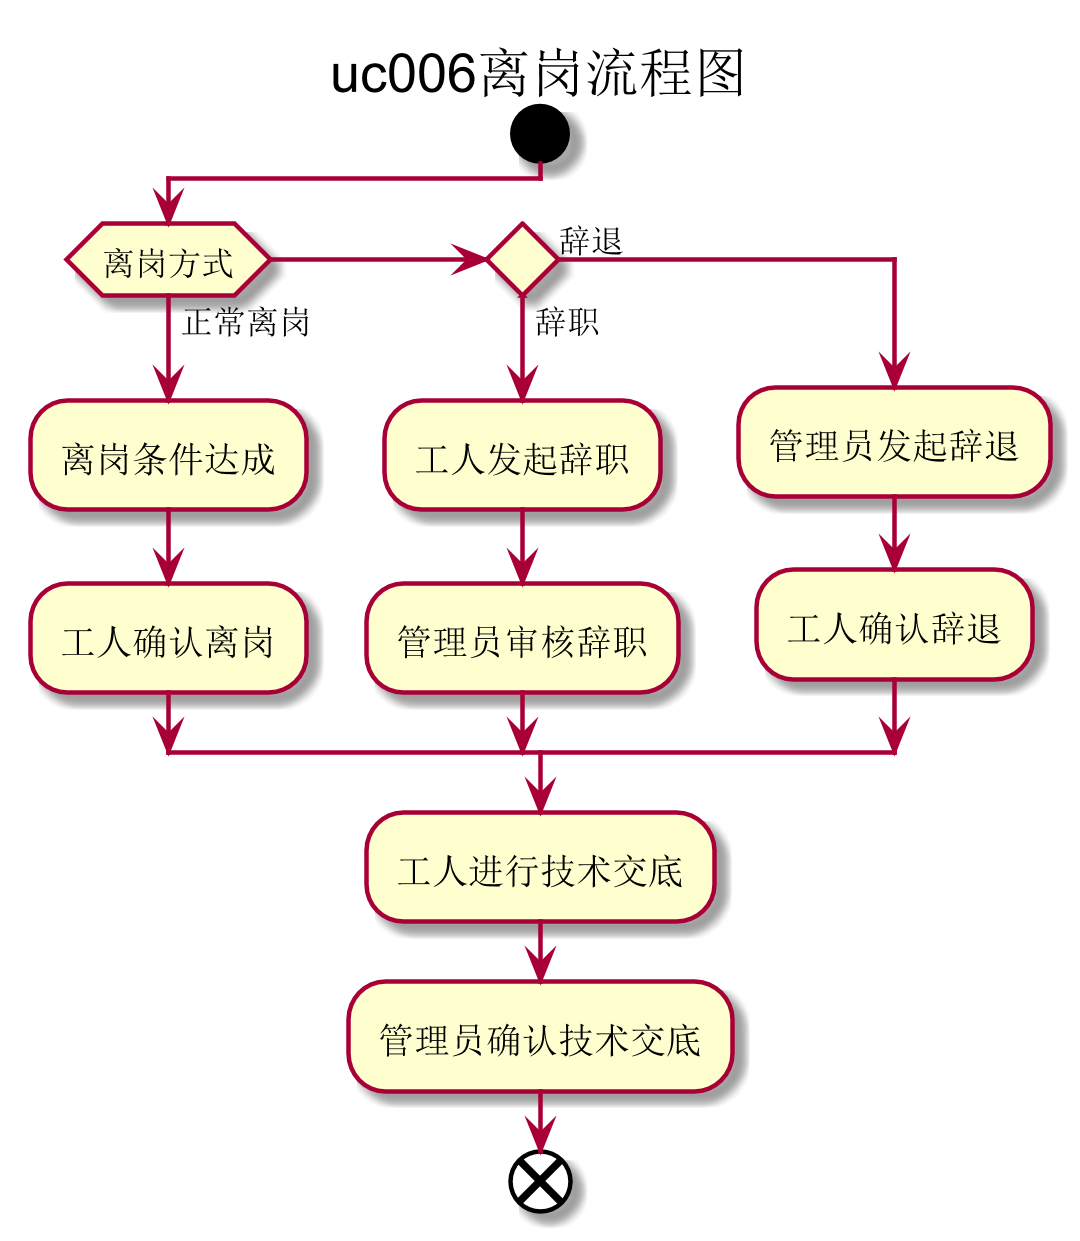 uc006离岗流程图
离岗方式
辞退
正常离岗
辞职
离岗条件达成
工人发起辞职
管理员发起辞退
工人确认离岗
管理员审核辞职
工人确认辞退
工人进行技术交底
管理员确认技术交底